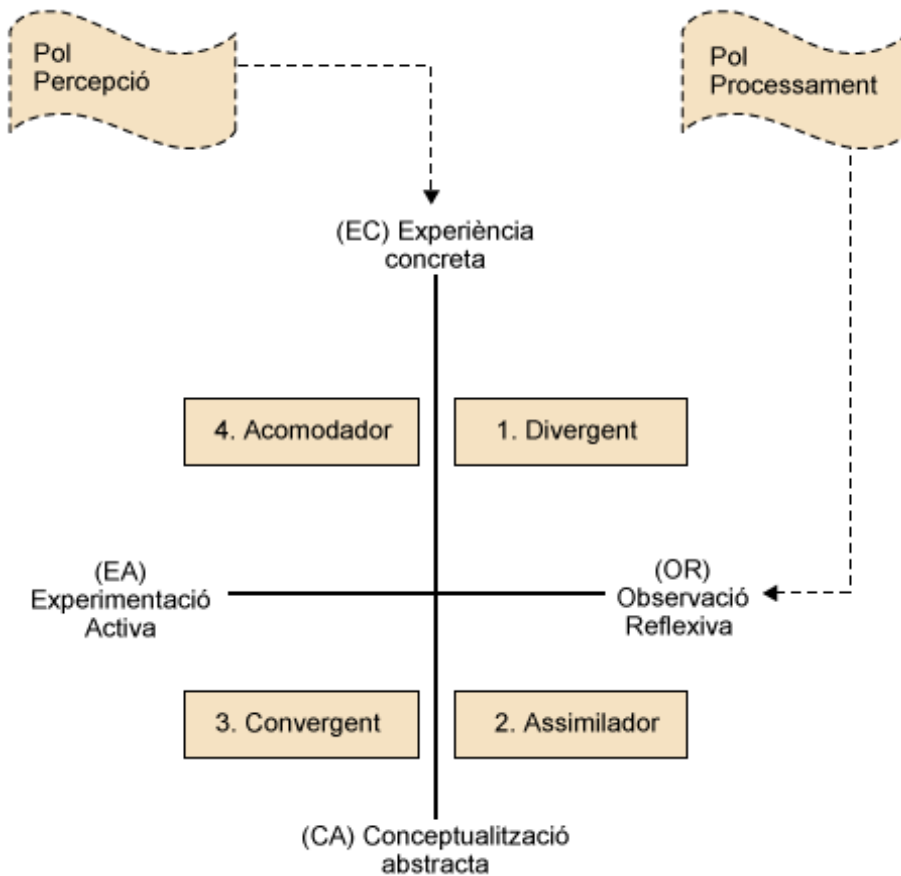 Pol
Percepció
Pol
Processament
(EC) Experiència
concreta
4. Acomodador
1. Divergent
(EA)
Experimentació
Activa
(OR)
Observació
Reflexiva
3. Convergent
2. Assimilador
(CA) Conceptualització
abstracta